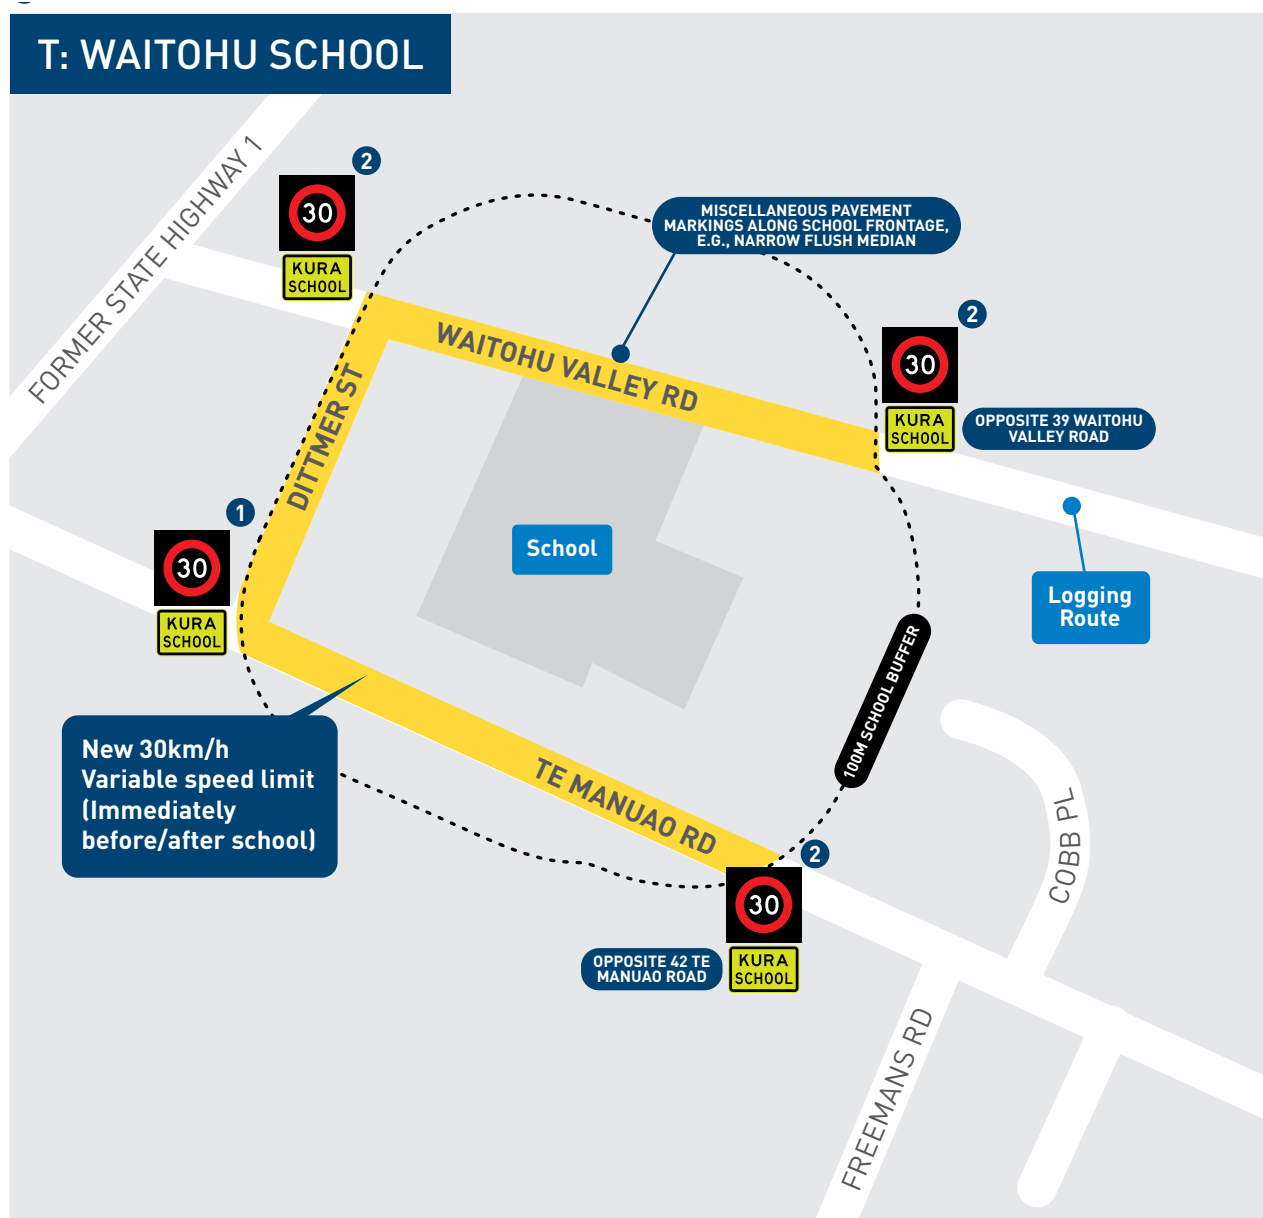 T: WAITOHU SCHOOL
FORMER STATE HIGHWAY 1
2
30
KURA
SCHOOL
MISCELLANEOUS PAVEMENT
MARKINGS ALONG SCHOOL FRONTAGE,
E.G., NARROW FLUSH MEDIAN
WAITOHU VALLEY RD
2
30
KURA
SCHOOL
OPPOSITE 39 WAITOHU
VALLEY ROAD
DITTMER ST
1
30
KURA
SCHOOL
School
Logging
Route
100M SCHOOL BUFFER
New 30km/h
Variable speed limit
(Immediately
before/after school)
TE MANUAO RD
2
30
KURA
SCHOOL
OPPOSITE 42 TE
MANUAO ROAD
COBB PL
FREEMANS RD